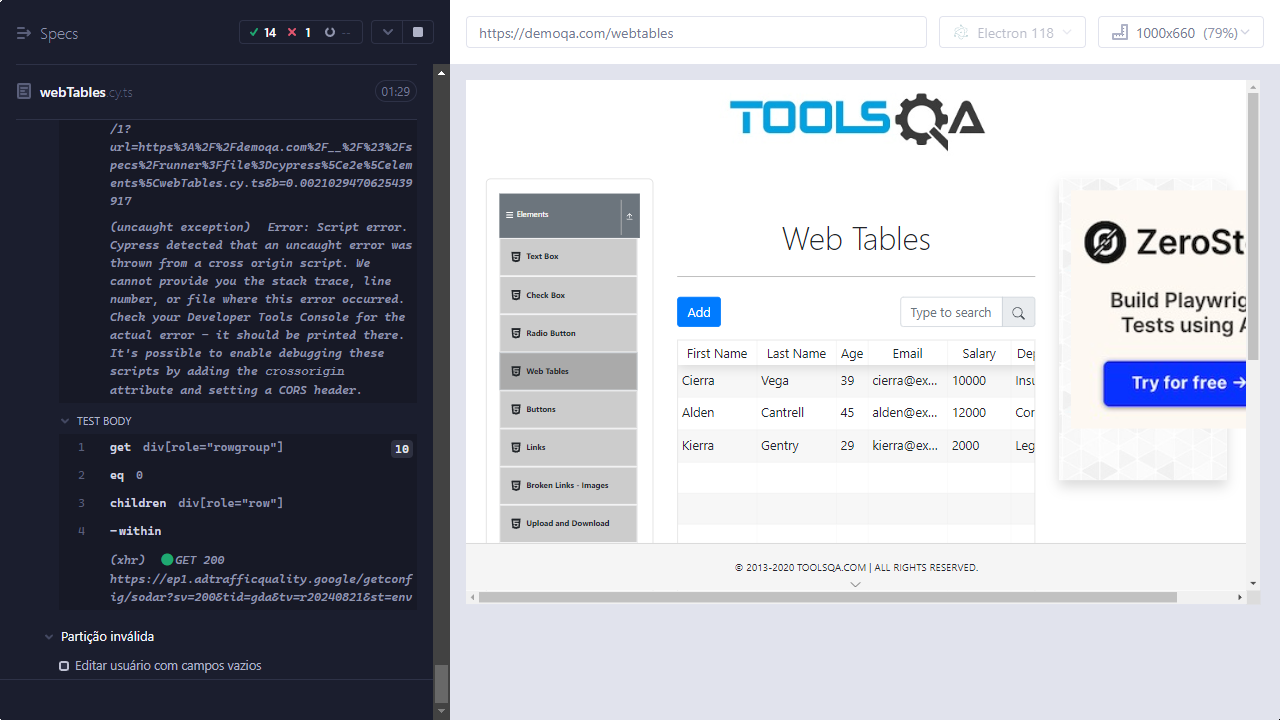 Specs
14 1 --
webTables.cy.ts 01:29
/1?
url=https%3A%2F%2Fdemoqa.com%2F__%2F%23%2Fs
pecs%2Frunner%3Ffile%3Dcypress%5Ce2e%5Celem
ents%5CwebTables.cy.ts&b=0.0021029470625439
917
(uncaught exception) Error: Script error.
Cypress detected that an uncaught error was
thrown from a cross origin script. We
cannot provide you the stack trace, line
number, or file where this error occurred.
Check your Developer Tools Console for the
actual error - it should be printed there.
It's possible to enable debugging these
scripts by adding the crossorigin
attribute and setting a CORS header.
TEST BODY
1 get div[role="rowgroup"] 10
2 eq 0
3 children div[role="row"]
4 -within
(xhr) GET 200
https://ep1.adtrafficquality.google/getconf
ig/sodar?sv=200&tid=gda&tv=r20240821&st=env
Partição inválida
Editar usuário com campos vazios
https://demoqa.com/webtables
Electron 118
1000x660 (79%)
TOOLSQA
Elements
Text Box
Check Box
Radio Button
Web Tables
Buttons
Links
Broken Links - Images
Upload and Download
Web Tables
Add
Type to search
First Name Last Name Age Email Salary Dep
Cierra Vega 39 cierra@ex... 10000 Insu
Alden Cantrell 45 alden@ex... 12000 Cor
Kierra Gentry 29 kierra@ex... 2000 Leg
ZeroSt
Build Playwrig
Tests using A
Try for free →
© 2013-2020 TOOLSQA.COM | ALL RIGHTS RESERVED.